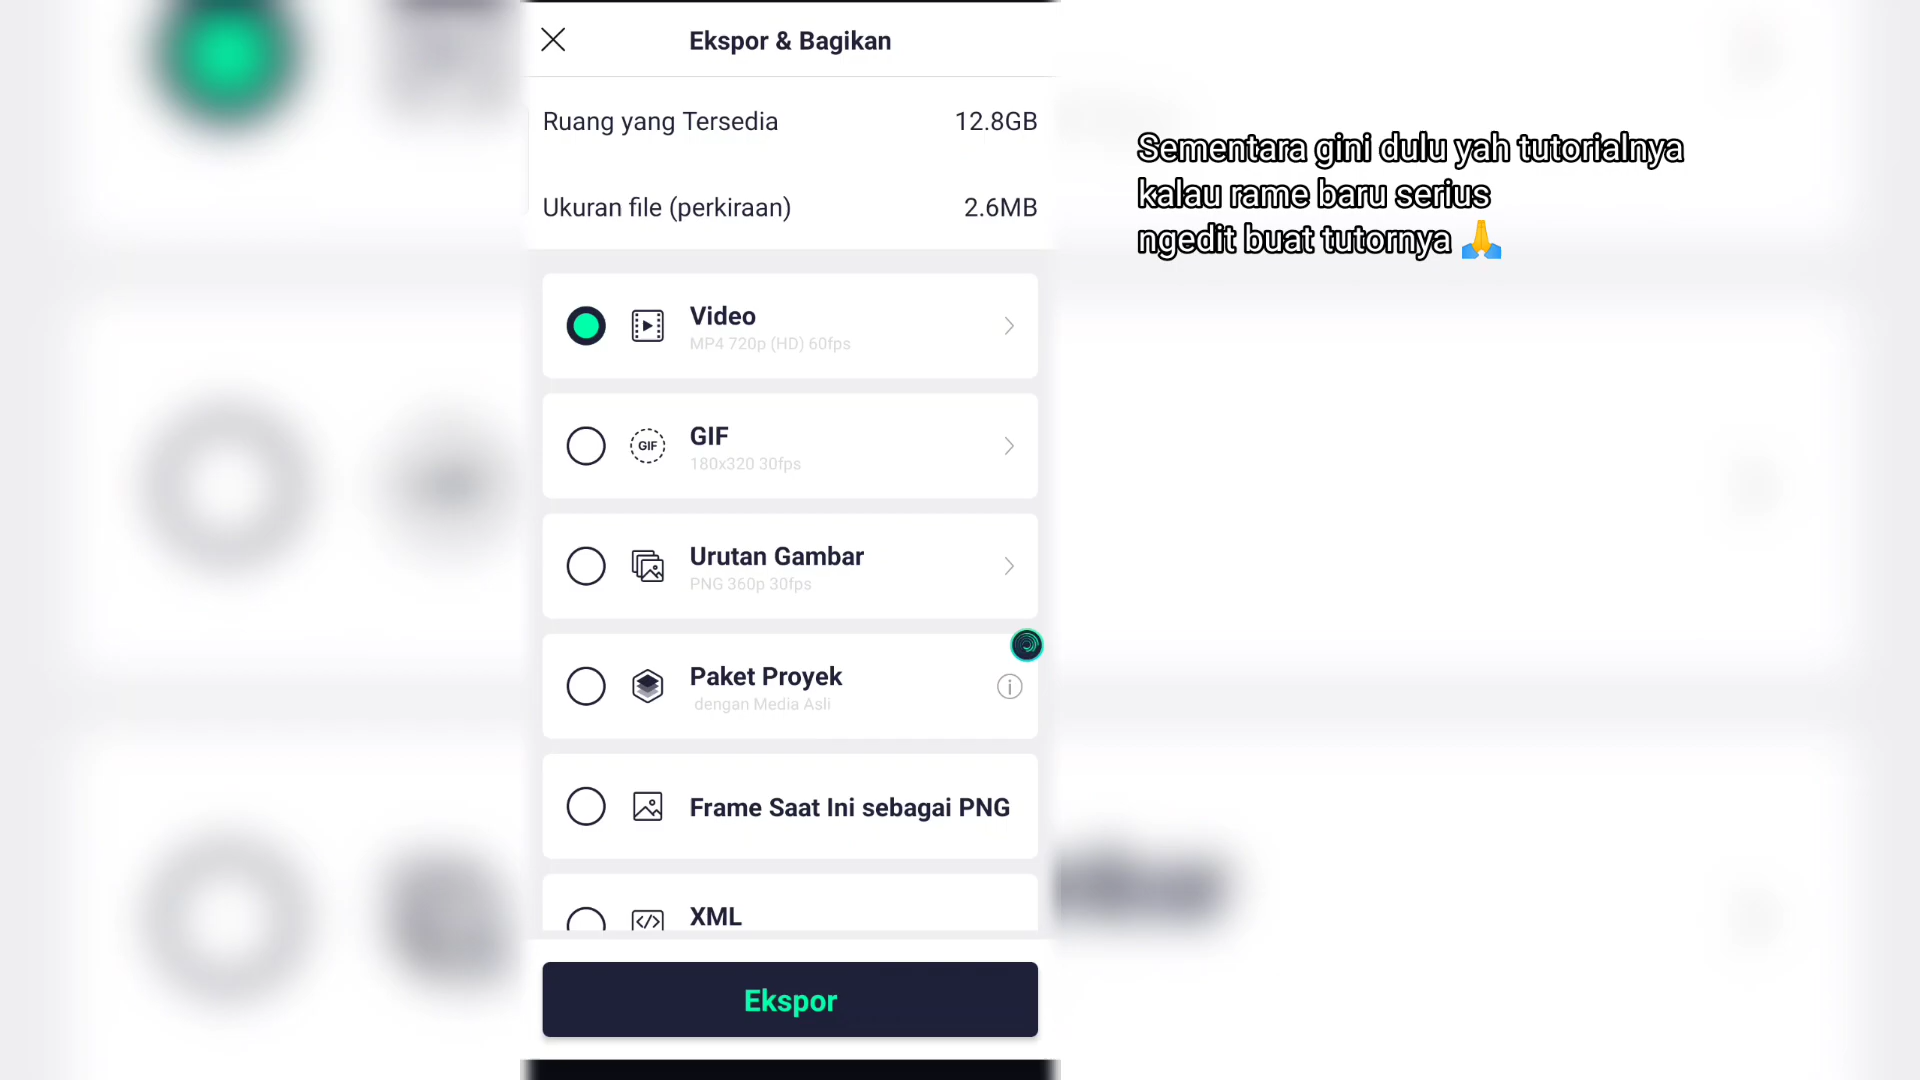 Ekspor & Bagikan
Ruang yang Tersedia 12.8GB
Ukuran file (perkiraan) 2.6MB
Sementara gini dulu yah tutorialnya
kalau rame baru serius
ngedit buat tutornya 🙏
Video
MP4 720p (HD) 60fps
GIF
GIF
180x320 30fps
Urutan Gambar
PNG 360p 30fps
Paket Proyek
dengan Media Asli
Frame Saat Ini sebagai PNG
XML
Ekspor